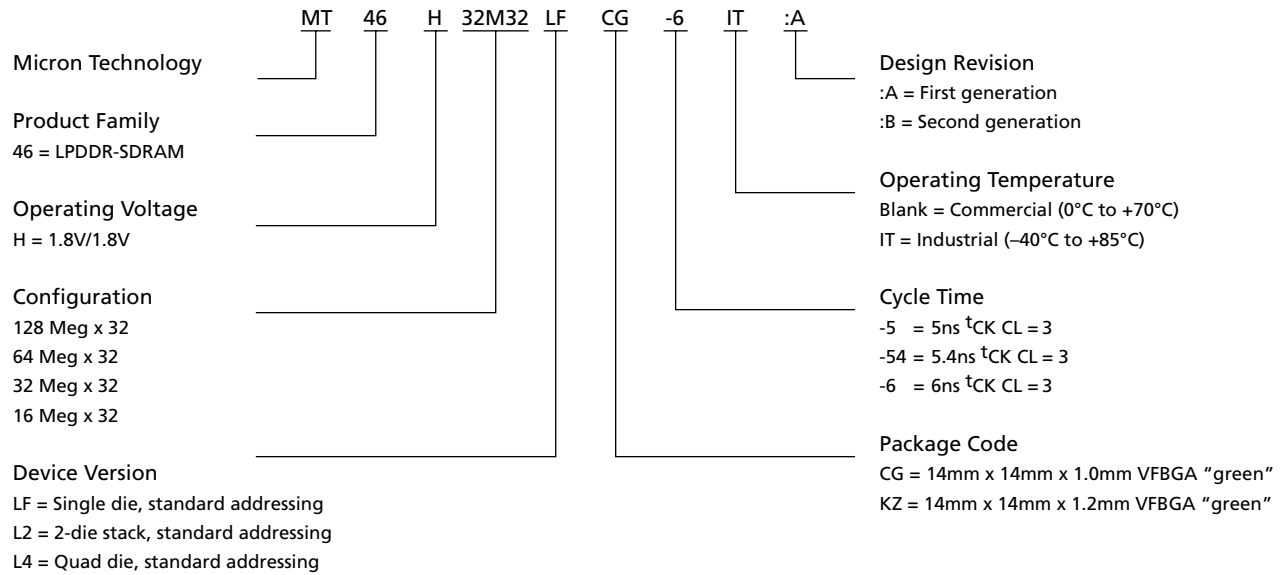 MT 46 H 32M32 LF CG -6 IT :A
Micron Technology
Product Family
46 = LPDDR-SDRAM
Operating Voltage
H = 1.8V/1.8V
Configuration
128 Meg x 32
64 Meg x 32
32 Meg x 32
16 Meg x 32
Device Version
LF = Single die, standard addressing
L2 = 2-die stack, standard addressing
L4 = Quad die, standard addressing
Design Revision
:A = First generation
:B = Second generation
Operating Temperature
Blank = Commercial (0°C to +70°C)
IT = Industrial (–40°C to +85°C)
Cycle Time
-5 = 5ns tCK CL = 3
-54 = 5.4ns tCK CL = 3
-6 = 6ns tCK CL = 3
Package Code
CG = 14mm x 14mm x 1.0mm VFBGA “green”
KZ = 14mm x 14mm x 1.2mm VFBGA “green”